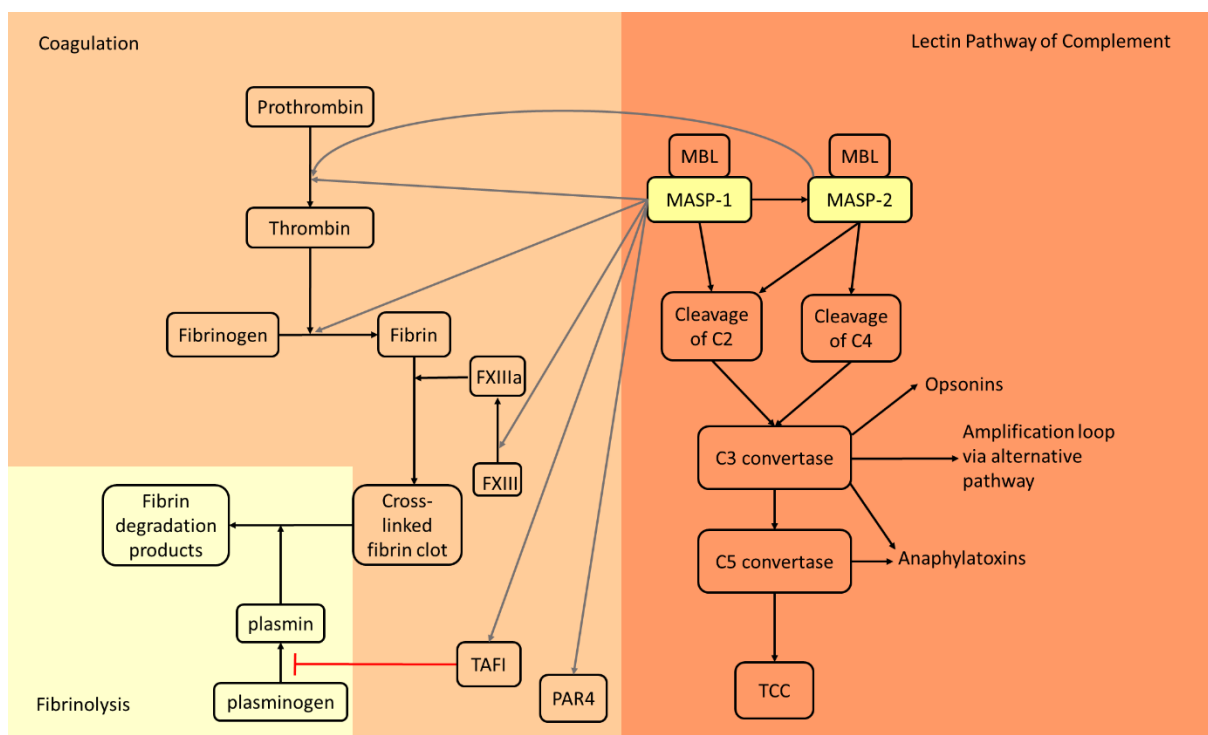 Coagulation
Lectin Pathway of Complement
Prothrombin
MBL
MBL
MASP-1
MASP-2
Thrombin
Cleavage
of C2
Cleavage
of C4
Fibrinogen
Fibrin
FXIIIa
Opsonins
Amplification loop
via alternative
pathway
C3 convertase
FXIII
Fibrin
degradation
products
Cross-
linked
fibrin clot
C5 convertase
Anaphylatoxins
plasmin
TAFI
PAR4
TCC
plasminogen
Fibrinolysis